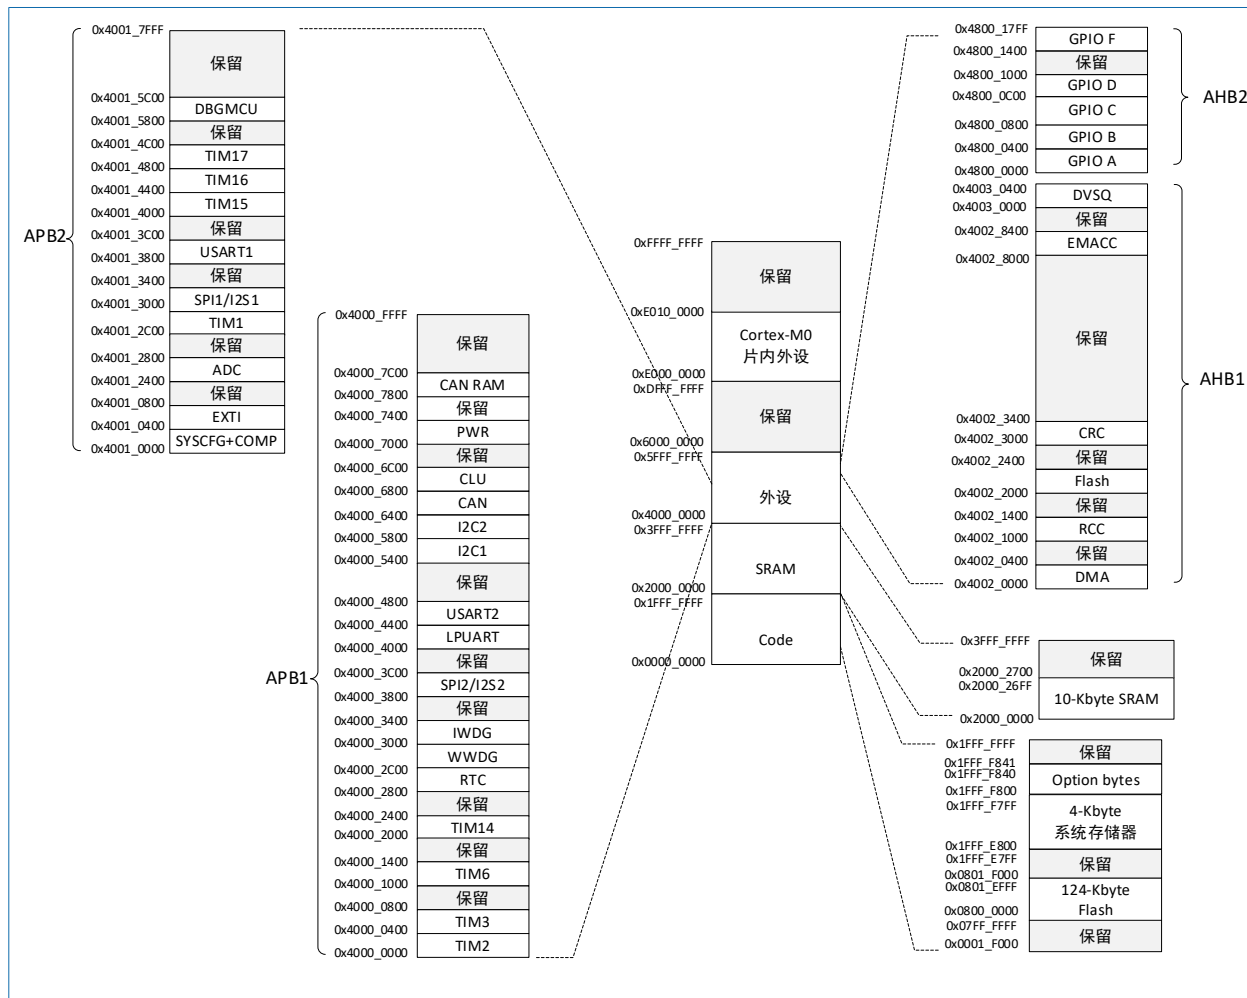 0x4001_7FFF
保留
0x4001_5C00
DBGMCU
0x4001_5800
保留
0x4001_4C00
TIM17
0x4001_4800
TIM16
0x4001_4400
TIM15
0x4001_4000
保留
0x4001_3C00
USART1
0x4001_3800
保留
0x4001_3400
SPI1/I2S1
0x4001_3000
TIM1
0x4001_2C00
保留
0x4001_2800
ADC
0x4001_2400
保留
0x4001_0800
EXTI
0x4001_0400
SYSCFG+COMP
0x4001_0000
APB2
0x4000_FFFF
保留
0x4000_7C00
CAN RAM
0x4000_7800
保留
0x4000_7400
PWR
0x4000_7000
保留
0x4000_6C00
CLU
0x4000_6800
CAN
0x4000_6400
I2C2
0x4000_5800
I2C1
0x4000_5400
保留
0x4000_4800
USART2
0x4000_4400
LPUART
0x4000_4000
保留
0x4000_3C00
SPI2/I2S2
0x4000_3800
保留
0x4000_3400
IWDG
0x4000_3000
WWDG
0x4000_2C00
RTC
0x4000_2800
保留
0x4000_2400
TIM14
0x4000_2000
保留
0x4000_1400
TIM6
0x4000_1000
保留
0x4000_0800
TIM3
0x4000_0400
TIM2
0x4000_0000
APB1
0xFFFF_FFFF
保留
0xE010_0000
Cortex-M0
片内外设
0xE000_0000
0xDFFF_FFFF
保留
0x6000_0000
0x5FFF_FFFF
外设
0x4000_0000
0x3FFF_FFFF
SRAM
0x2000_0000
0x1FFF_FFFF
Code
0x0000_0000
0x4800_17FF
GPIO F
0x4800_1400
保留
0x4800_1000
GPIO D
0x4800_0C00
GPIO C
0x4800_0800
GPIO B
0x4800_0400
GPIO A
0x4800_0000
AHB2
0x4003_0400
DVSQ
0x4003_0000
保留
0x4002_8400
EMACC
0x4002_8000
保留
0x4002_3400
CRC
0x4002_3000
保留
0x4002_2400
Flash
0x4002_2000
保留
0x4002_1400
RCC
0x4002_1000
保留
0x4002_0400
DMA
0x4002_0000
AHB1
0x3FFF_FFFF
保留
0x2000_2700
0x2000_26FF
10-Kbyte SRAM
0x2000_0000
0x1FFF_FFFF
保留
0x1FFF_F841
0x1FFF_F840
Option bytes
0x1FFF_F800
0x1FFF_F7FF
4-Kbyte
系统存储器
0x1FFF_E800
0x1FFF_E7FF
保留
0x0801_F000
0x0801_EFFF
124-Kbyte
Flash
0x0800_0000
0x07FF_FFFF
保留
0x0001_F000